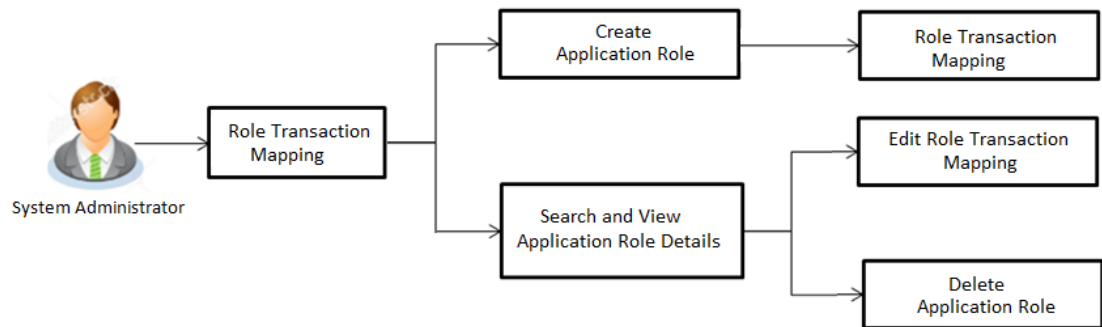 Create
Application Role
Role Transaction
Mapping
Role Transaction
Mapping
Edit Role Transaction
Mapping
System Administrator
Search and View
Application Role Details
Delete
Application Role